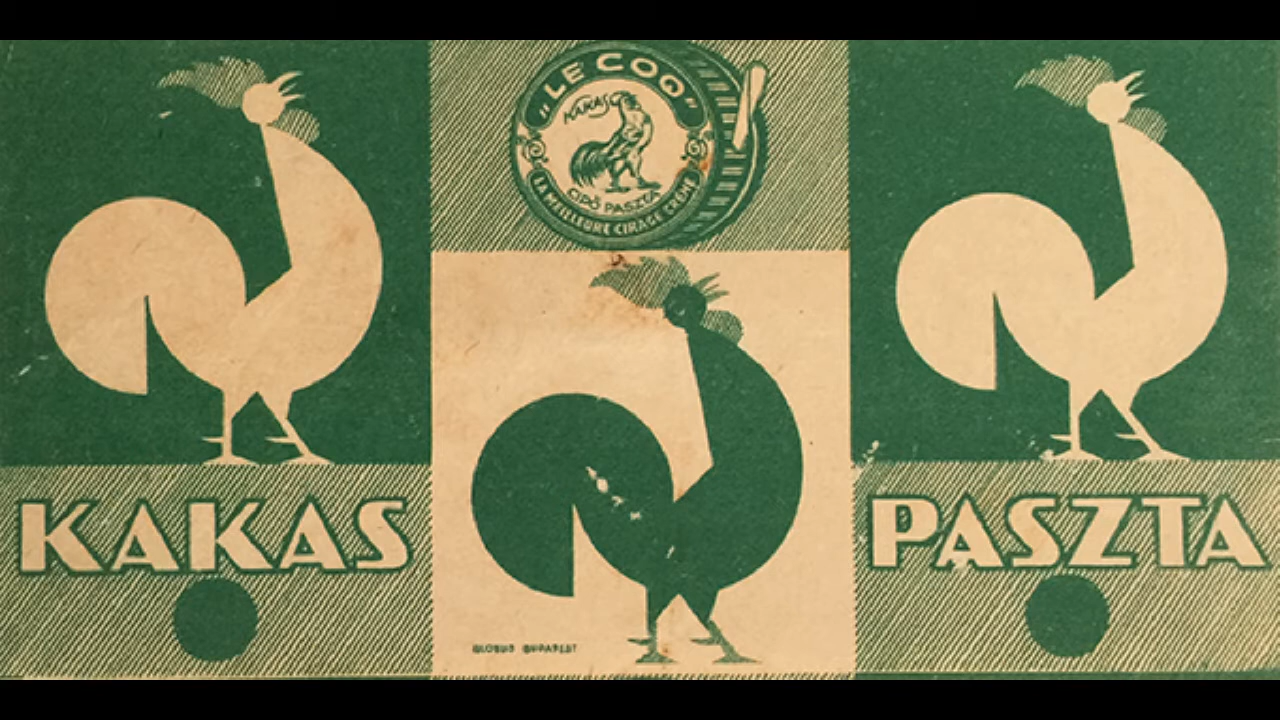 "LE COQ"
KAKAS
CIPŐ PASZTA
LA MEILLEURE CIRAGE CRÈME
KAKAS
PASZTA
GLOBUS BUDAPEST